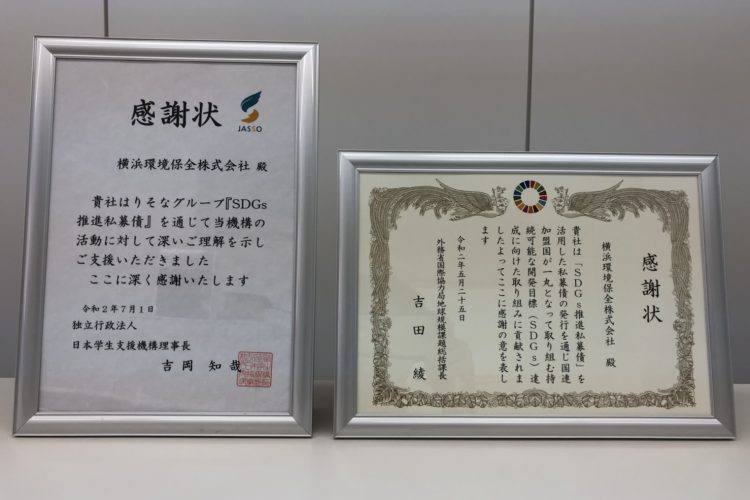 感謝状
JASSO
横浜環境保全株式会社 殿
貴社はりそなグループ『SDGs
推進私募債』を通じて当機構の
活動に対して深いご理解を示し
ご支援いただきました
ここに深く感謝いたします
令和2年7月1日
独立行政法人
日本学生支援機構理事長
吉岡 知哉
感謝状
横浜環境保全株式会社 殿
貴社は「SDGs推進私募債」を
活用した私募債の発行を通じ国連
加盟国が一丸となって取り組む持
続可能な開発目標(SDGs)達
成に向けた取り組みに貢献されま
したよってここに感謝の意を表し
ます
令和二年五月二十五日
外務省国際協力局地球規模課題総括課長
吉田 綾